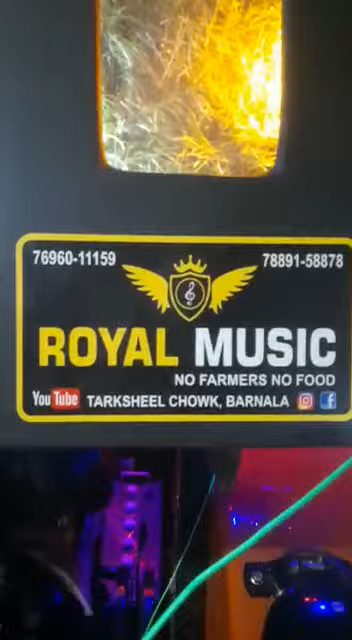 76960-11159 78891-58878
ROYAL MUSIC
NO FARMERS NO FOOD
YouTube TARKSHEEL CHOWK, BARNALA